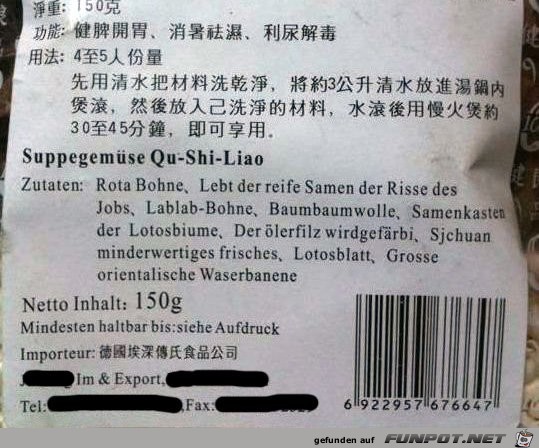 淨重：150克
功能：健脾開胃、消暑祛濕、利尿解毒
用法：4至5人份量
先用清水把材料洗乾淨，將約3公升清水放進湯鍋內
煲滾，然後放入己洗淨的材料，水滾後用慢火煲約
30至45分鐘，即可享用。
Suppegemüse Qu-Shi-Liao
Zutaten: Rota Bohne、Lebt der reife Samen der Risse des
Jobs、Lablab-Bohne、Baumbaumwolle、Samenkasten
der Lotosbiume、Der ölerfilz wirdgefärbi、Sjchuan
minderwertiges frisches、Lotosblatt、Grosse
orientalische Waserbanene
Netto Inhalt: 150g
Mindesten haltbar bis:siehe Aufdruck
Importeur: 德國埃深傳氏食品公司
Im & Export,
Tel: ,Fax:
6 922957 676647
gefunden auf FUNPOT.NET